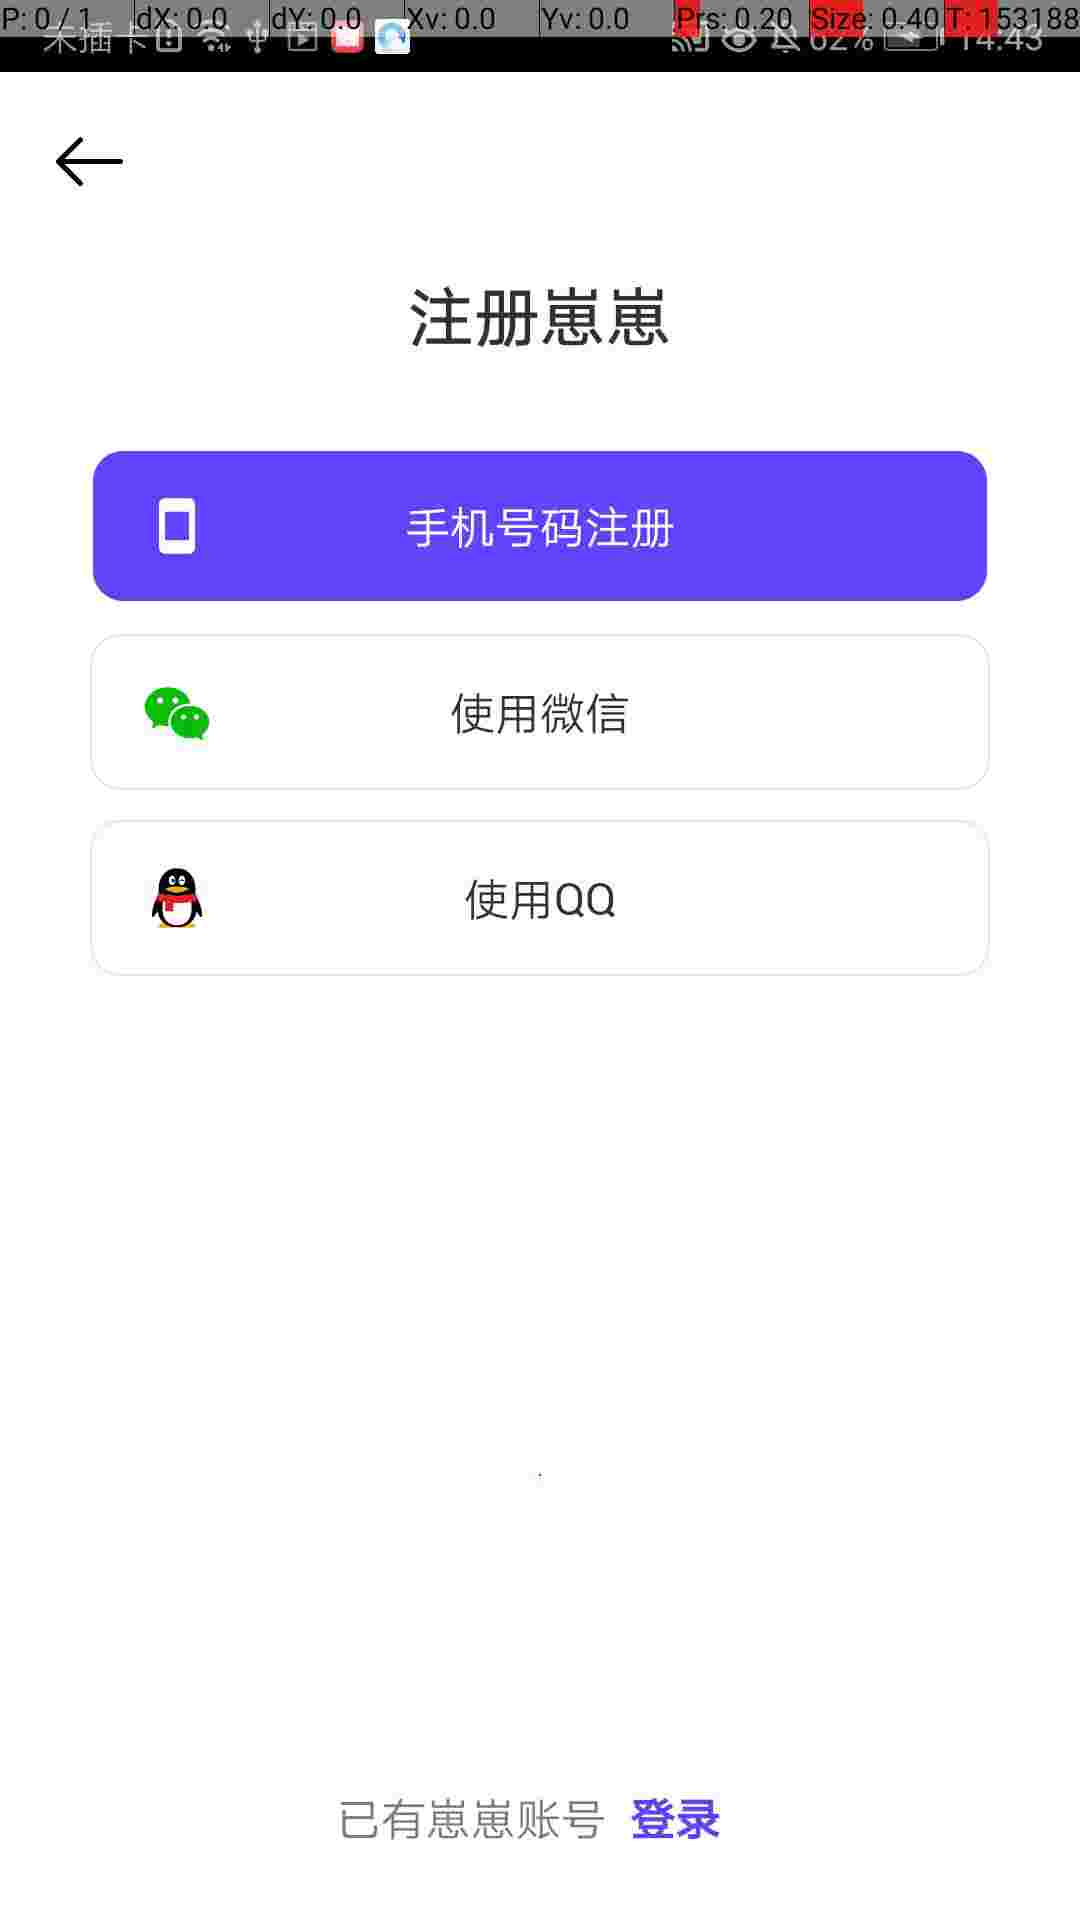 P: 0 / 1 dX: 0.0 dY: 0.0 Xv: 0.0 Yv: 0.0 Prs: 0.20 Size: 0.40 T: 153188
未插卡 62% 14:43
注册崽崽
手机号码注册
使用微信
使用QQ
已有崽崽账号 登录